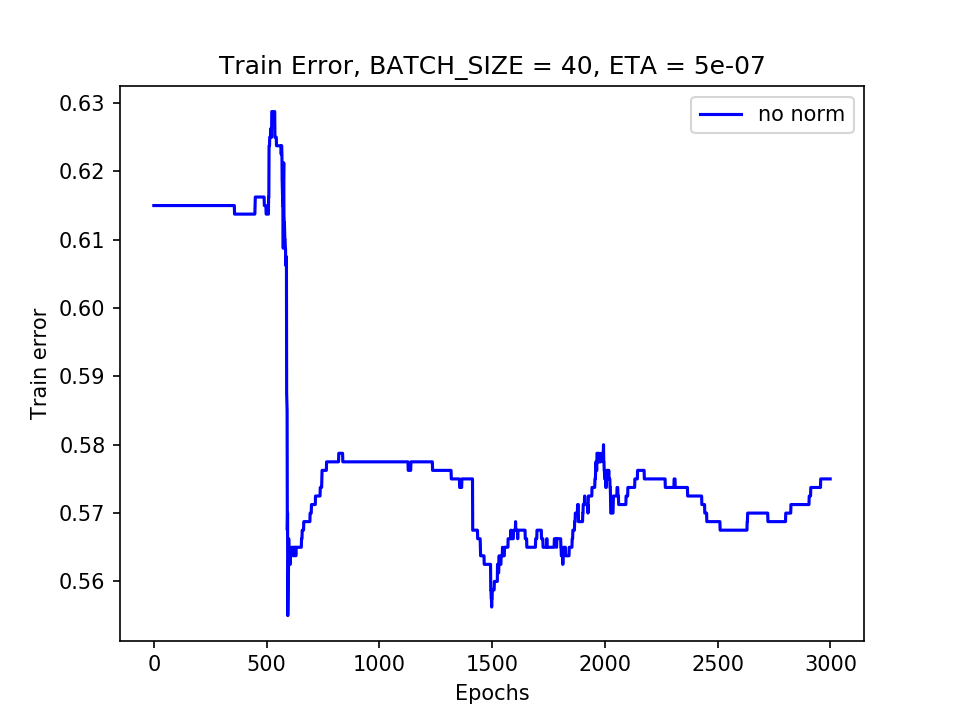 Train Error, BATCH_SIZE = 40, ETA = 5e-07
no norm
0.63
0.62
0.61
0.60
0.59
0.58
0.57
0.56
Train error
0 500 1000 1500 2000 2500 3000
Epochs